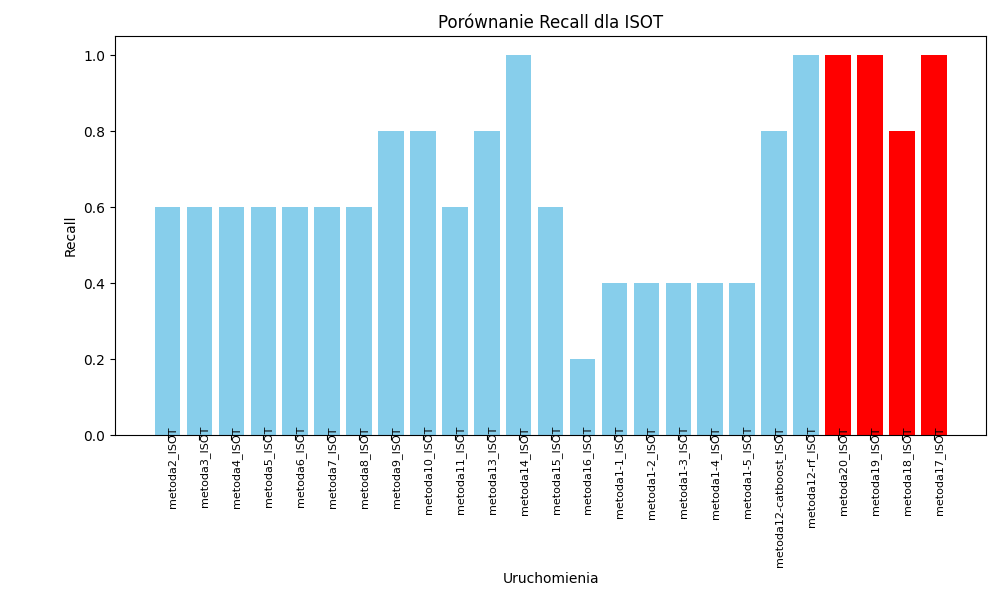 Porównanie Recall dla ISOT
Recall
1.0
0.8
0.6
0.4
0.2
0.0
metoda2_ISOT
metoda3_ISOT
metoda4_ISOT
metoda5_ISOT
metoda6_ISOT
metoda7_ISOT
metoda8_ISOT
metoda9_ISOT
metoda10_ISOT
metoda11_ISOT
metoda13_ISOT
metoda14_ISOT
metoda15_ISOT
metoda16_ISOT
metoda1-1_ISOT
metoda1-2_ISOT
metoda1-3_ISOT
metoda1-4_ISOT
metoda1-5_ISOT
metoda12-catboost_ISOT
metoda12-rf_ISOT
metoda20_ISOT
metoda19_ISOT
metoda18_ISOT
metoda17_ISOT
Uruchomienia